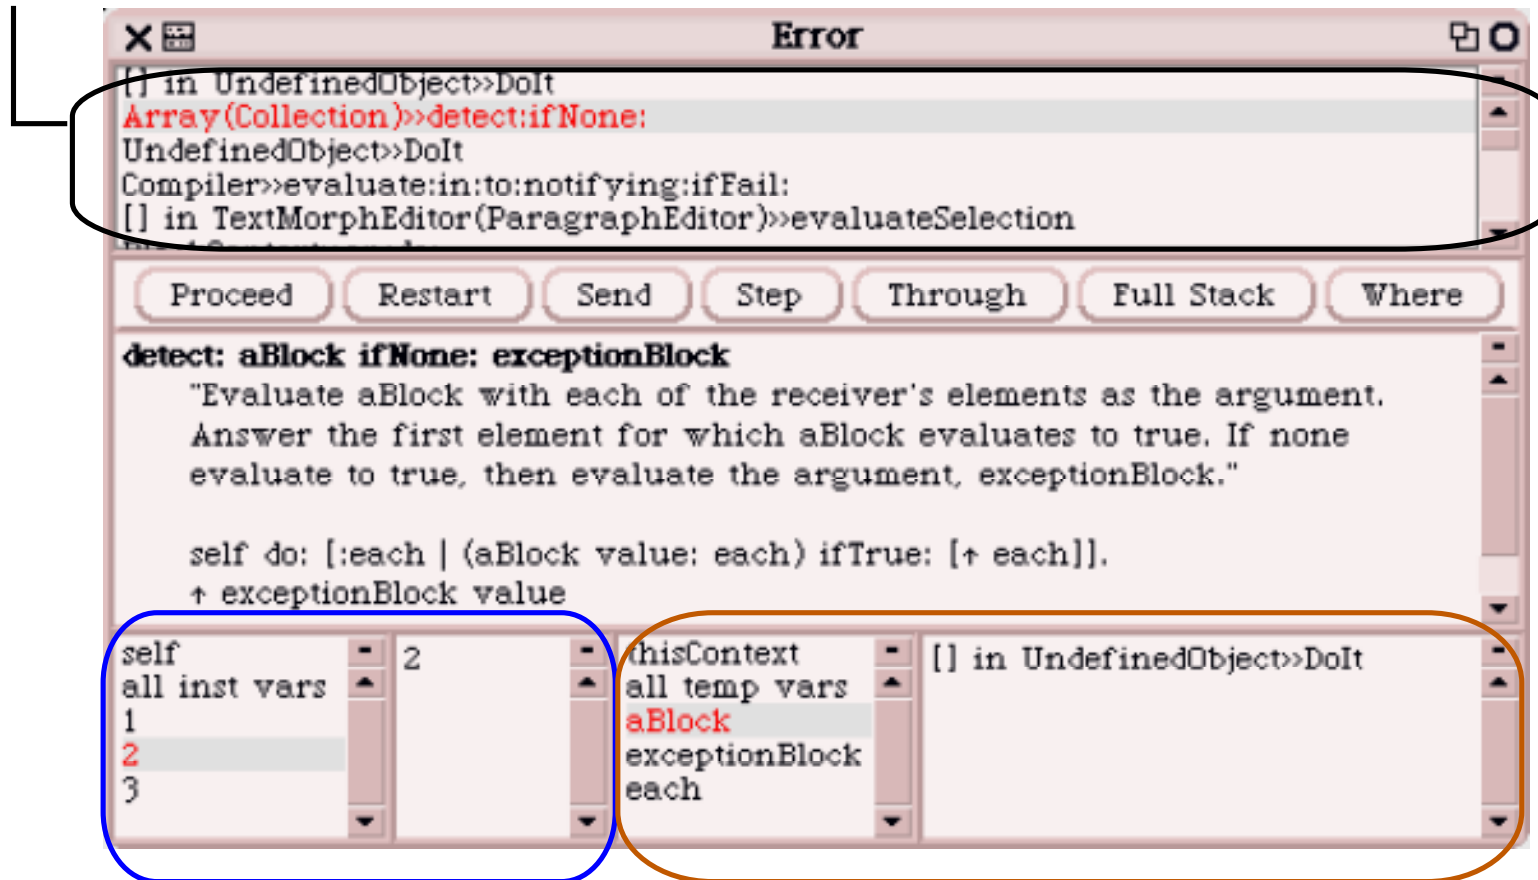 Error
[] in UndefinedObject>>DoIt
Array(Collection)>>detect:ifNone:
UndefinedObject>>DoIt
Compiler>>evaluate:in:to:notifying:ifFail:
[] in TextMorphEditor(ParagraphEditor)>>evaluateSelection
Proceed Restart Send Step Through Full Stack Where
detect: aBlock ifNone: exceptionBlock
"Evaluate aBlock with each of the receiver's elements as the argument.
Answer the first element for which aBlock evaluates to true. If none
evaluate to true, then evaluate the argument, exceptionBlock."
self do: [:each | (aBlock value: each) ifTrue: [↑ each]].
↑ exceptionBlock value
self
all inst vars
1
2
3
2
thisContext
all temp vars
aBlock
exceptionBlock
each
[] in UndefinedObject>>DoIt